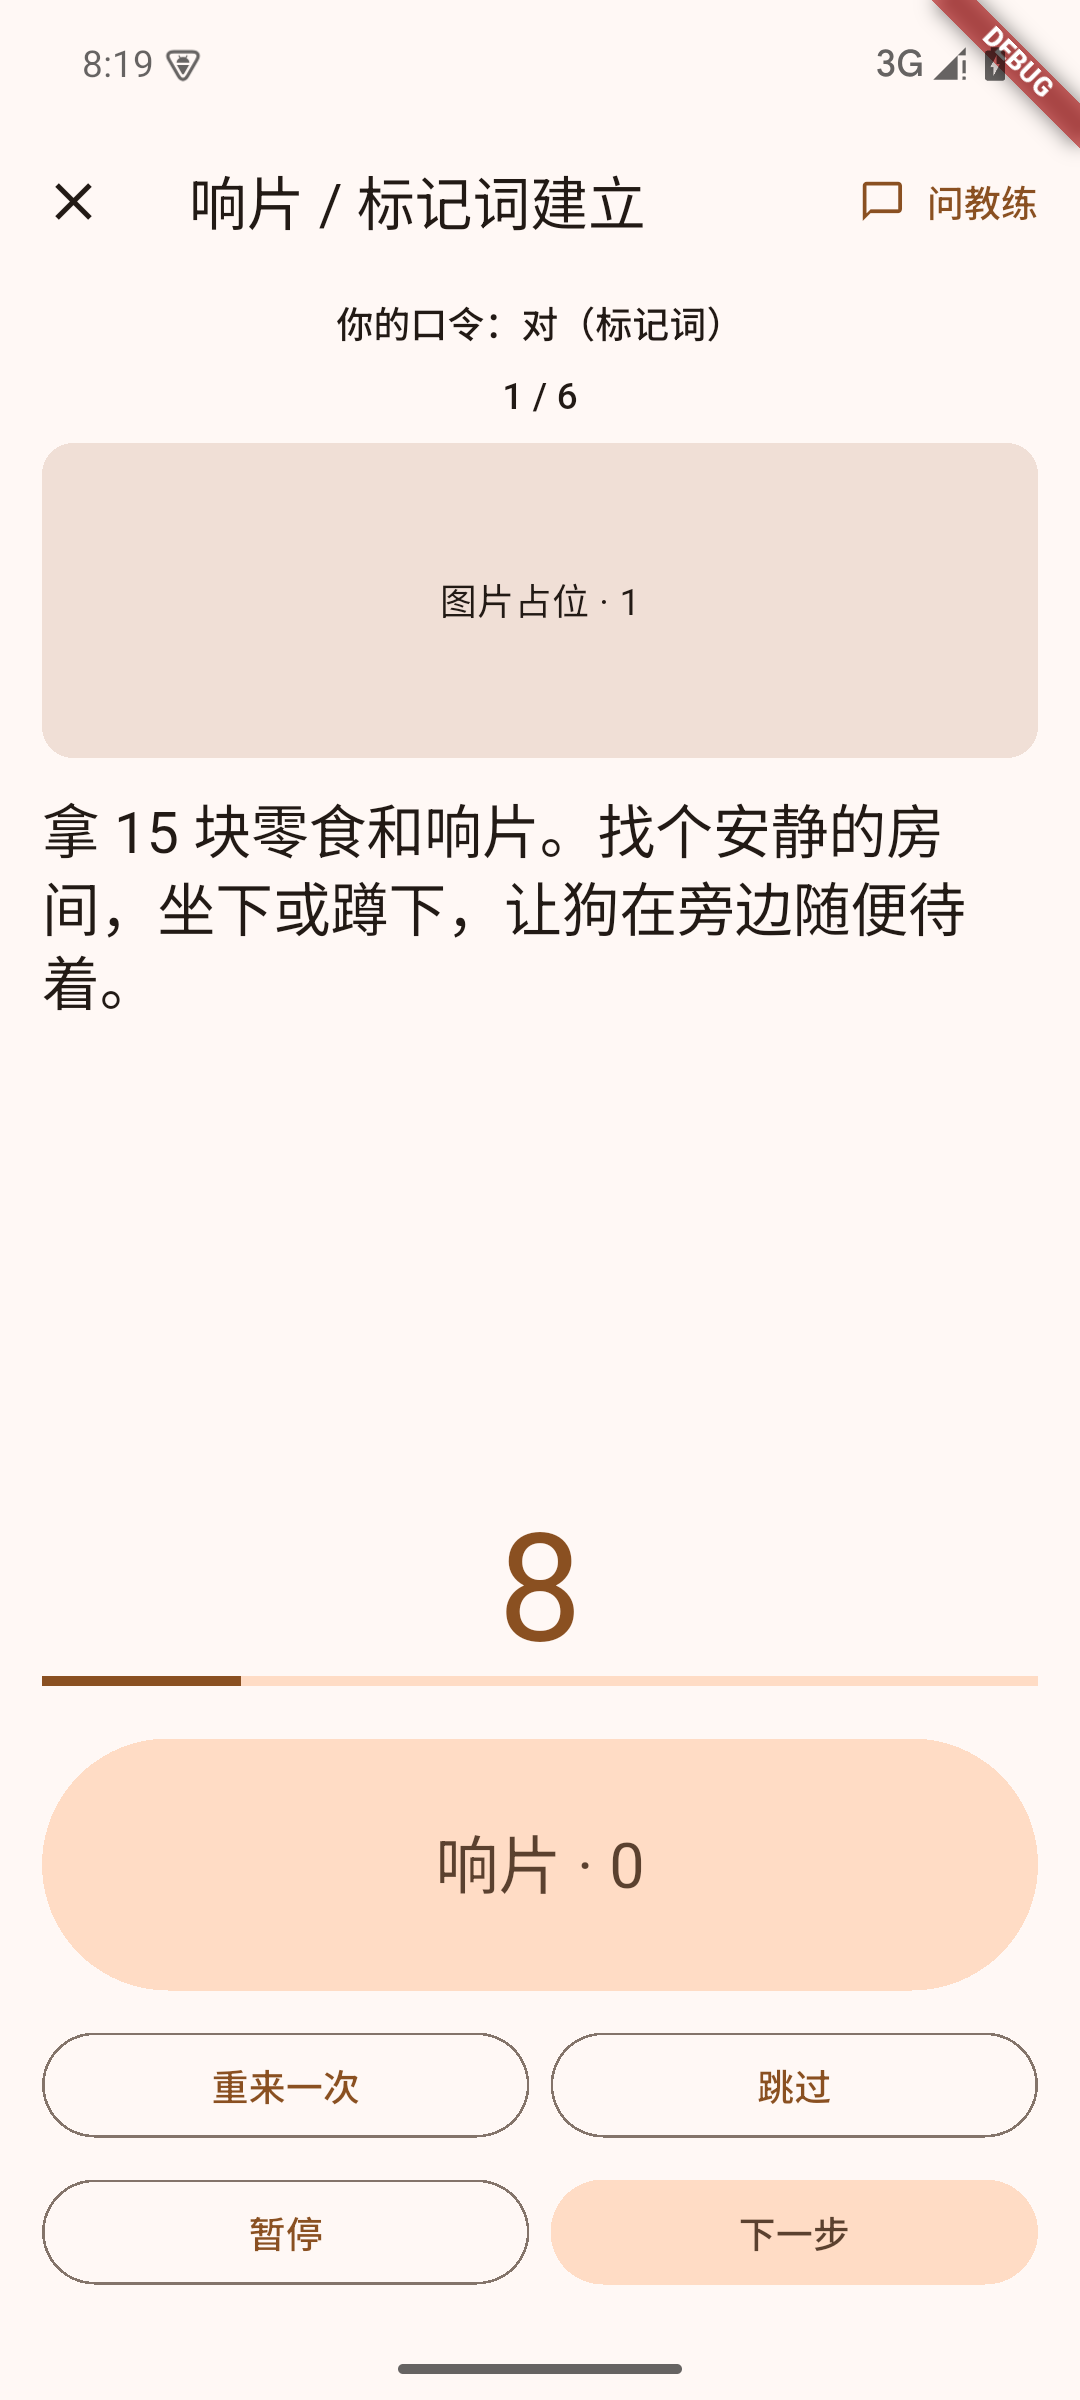 8:19
3G
DEBUG
响片 / 标记词建立
问教练
你的口令：对（标记词）
1 / 6
图片占位 · 1
拿 15 块零食和响片。找个安静的房
间，坐下或蹲下，让狗在旁边随便待
着。
8
响片 · 0
重来一次
跳过
暂停
下一步